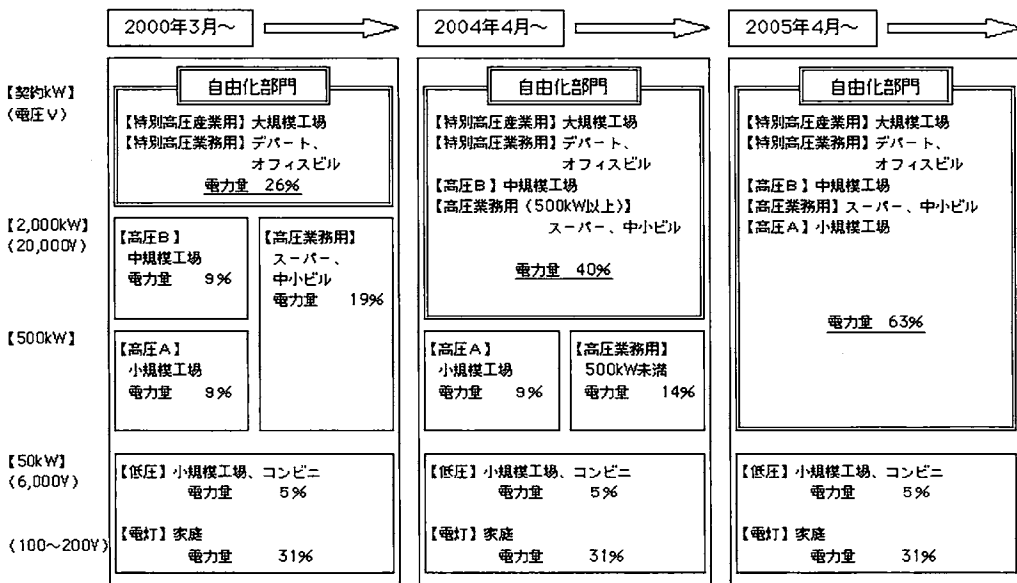 2000年3月～
2004年4月～
2005年4月～
【契約kW】
(電圧V)
【2,000kW】
(20,000V)
【500kW】
【50kW】
(6,000V)
(100～200V)
自由化部門
【特別高圧産業用】大規模工場
【特別高圧業務用】デパート、
オフィスビル
電力量 26%
【高圧B】
中規模工場
電力量 9%
【高圧業務用】
スーパー、
中小ビル
電力量 19%
【高圧A】
小規模工場
電力量 9%
【低圧】小規模工場、コンビニ
電力量 5%
【電灯】家庭
電力量 31%
自由化部門
【特別高圧産業用】大規模工場
【特別高圧業務用】デパート、
オフィスビル
【高圧B】中規模工場
【高圧業務用（500kW以上）】
スーパー、中小ビル
電力量 40%
【高圧A】
小規模工場
電力量 9%
【高圧業務用】
500kW未満
電力量 14%
【低圧】小規模工場、コンビニ
電力量 5%
【電灯】家庭
電力量 31%
自由化部門
【特別高圧産業用】大規模工場
【特別高圧業務用】デパート、
オフィスビル
【高圧B】中規模工場
【高圧業務用】スーパー、中小ビル
【高圧A】小規模工場
電力量 63%
【低圧】小規模工場、コンビニ
電力量 5%
【電灯】家庭
電力量 31%